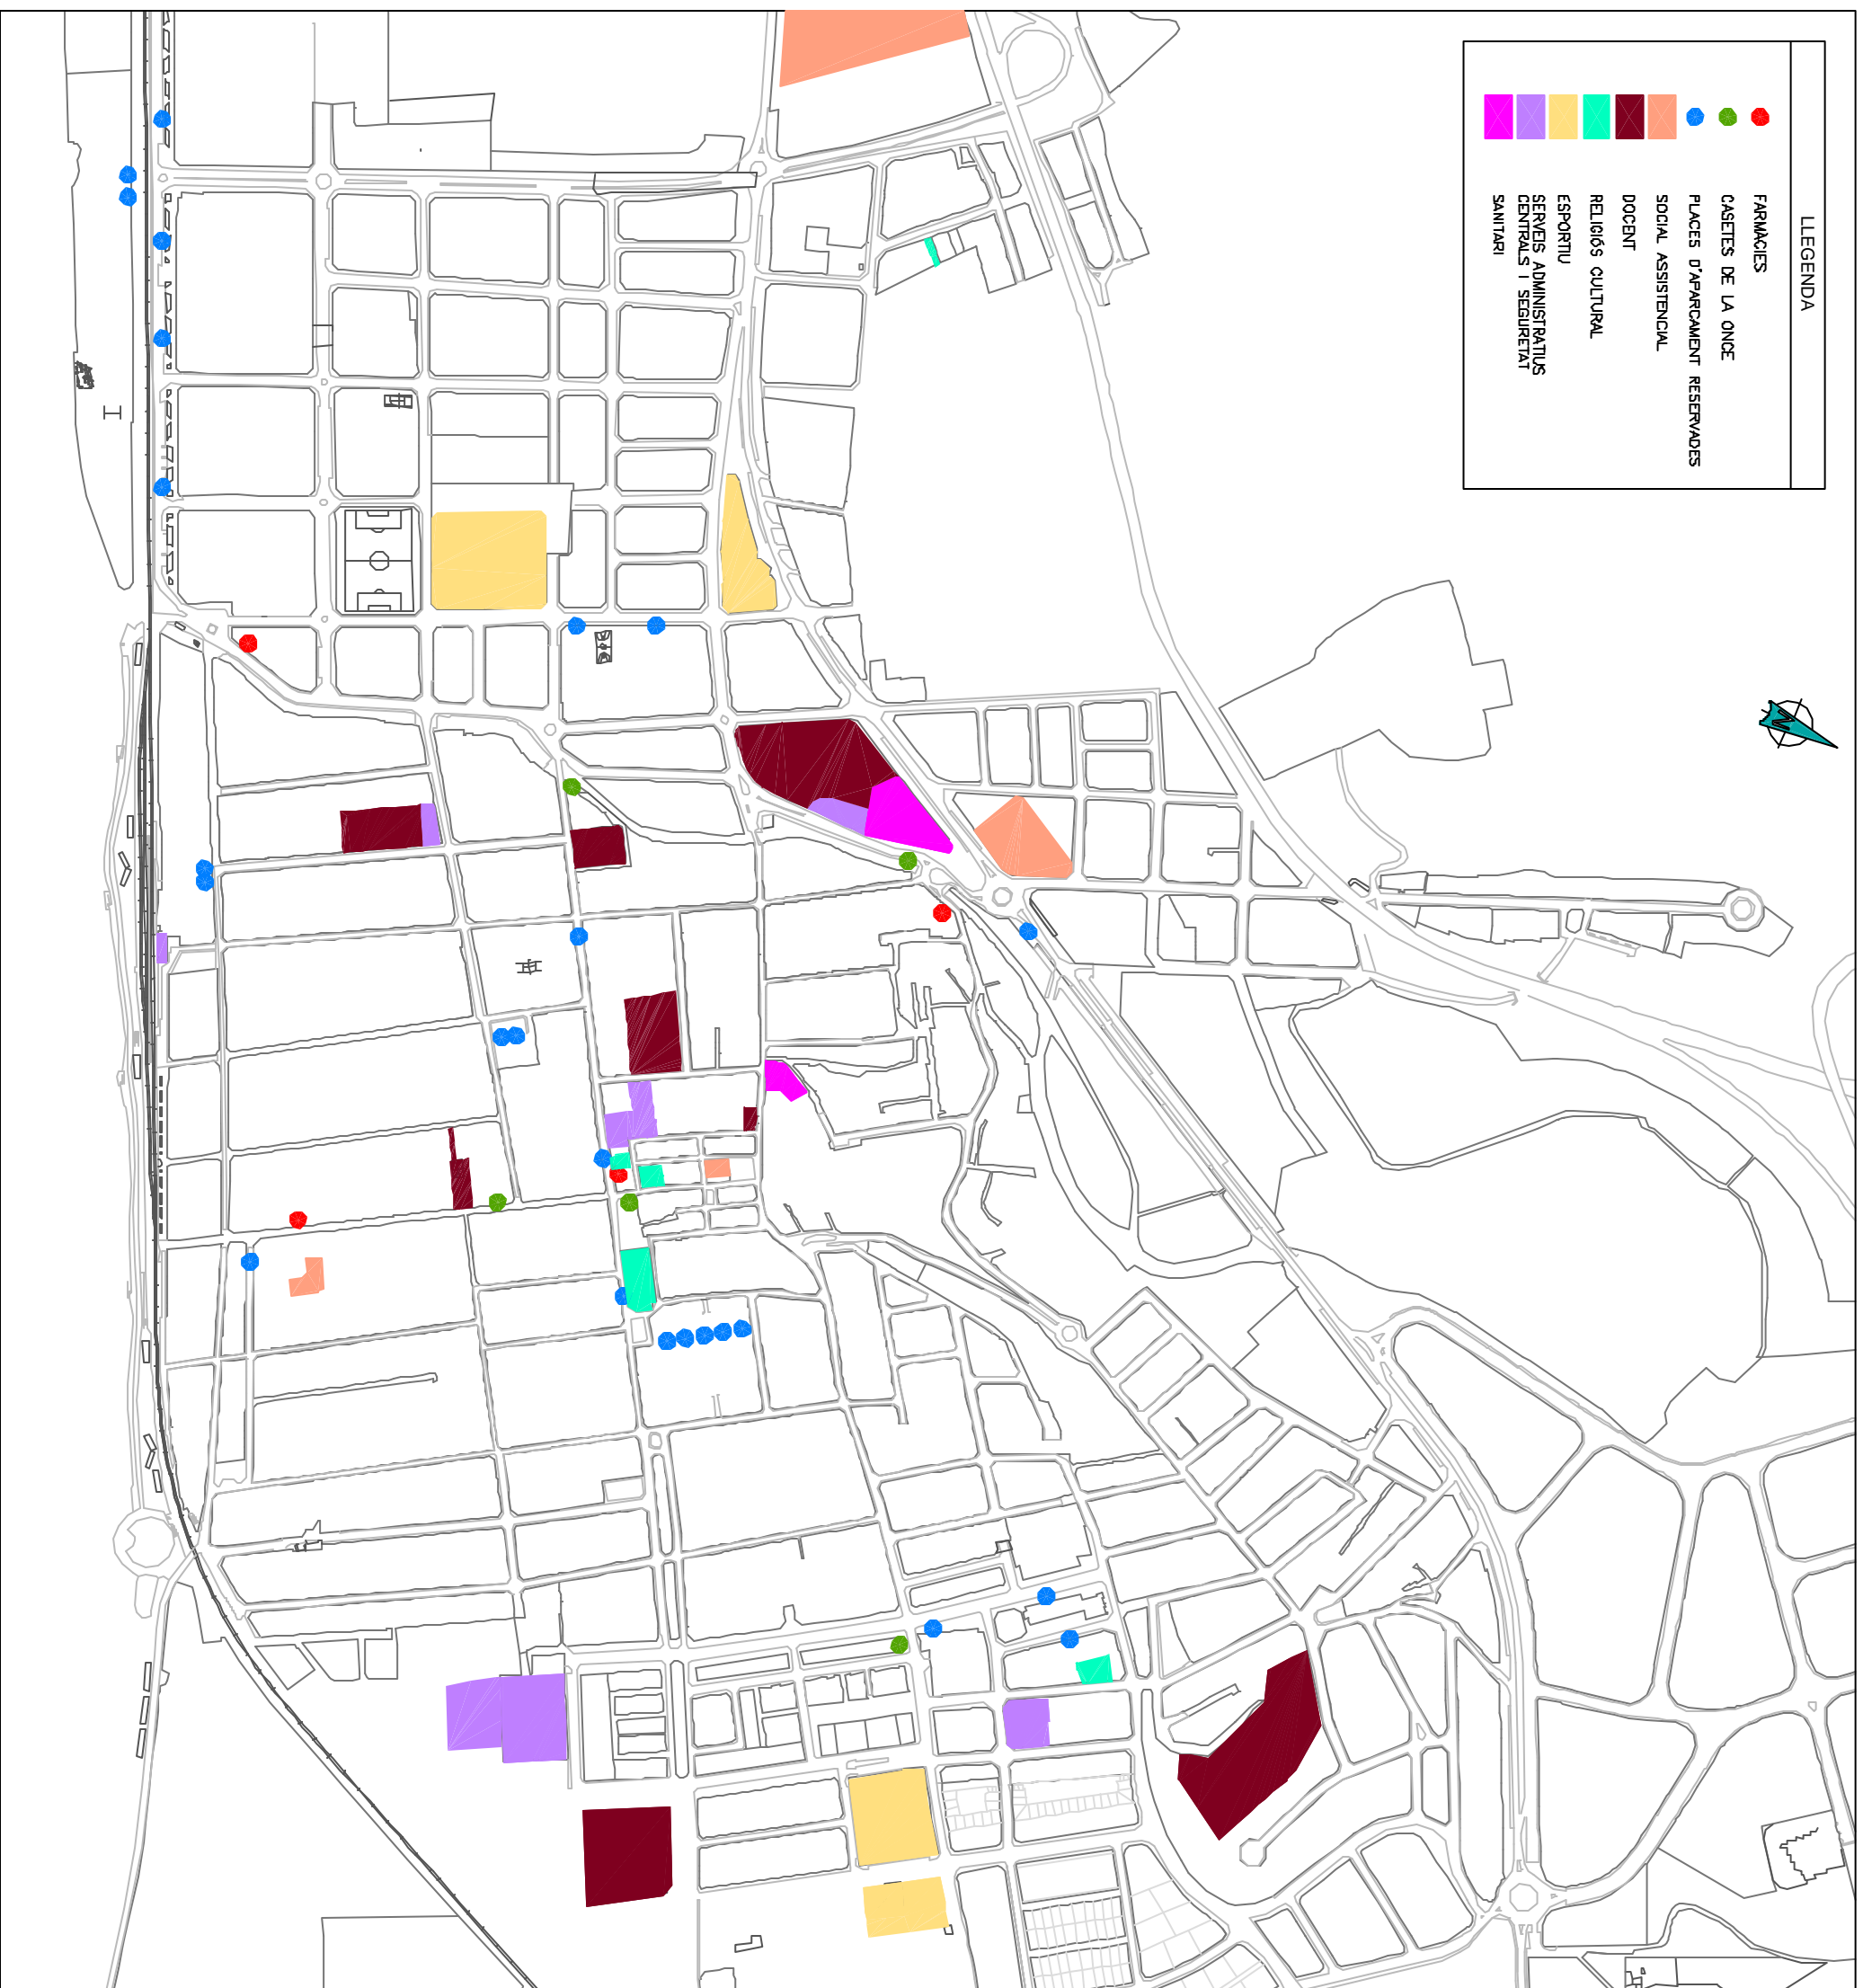 LLEGENDA
FARMÀCIES
CASETES DE LA ONCE
PLACES D'APARCAMENT RESERVADES
SOCIAL ASSISTENCIAL
DOCENT
RELIGIÓS CULTURAL
ESPORTIU
SERVEIS ADMINISTRATIUS
CENTRALS I SEGURETAT
SANITARI
N